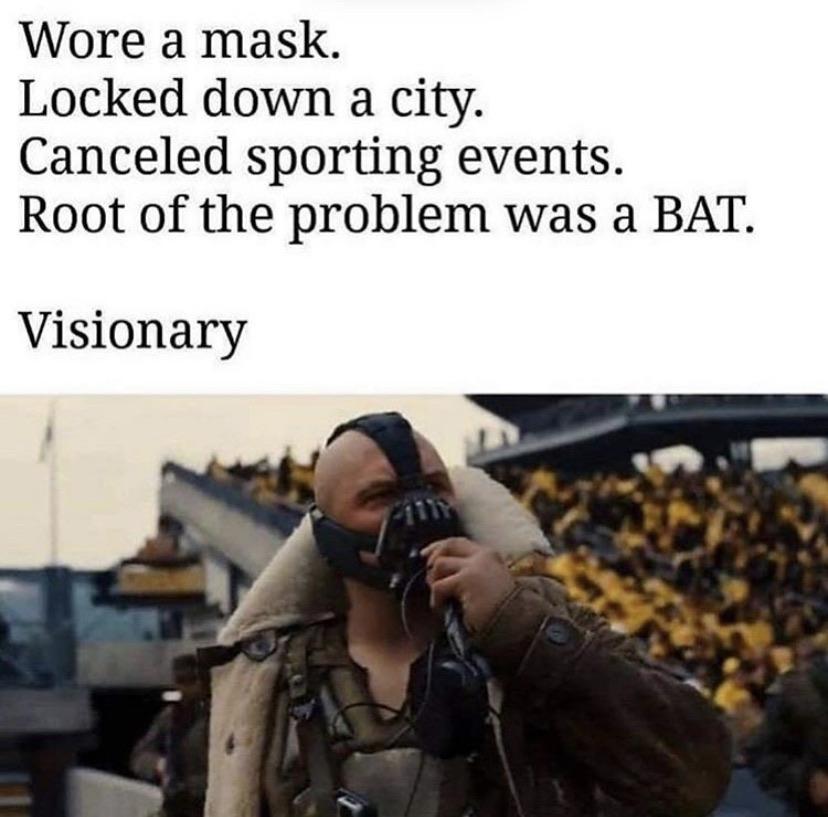 Wore a mask.
Locked down a city.
Canceled sporting events.
Root of the problem was a BAT.
Visionary